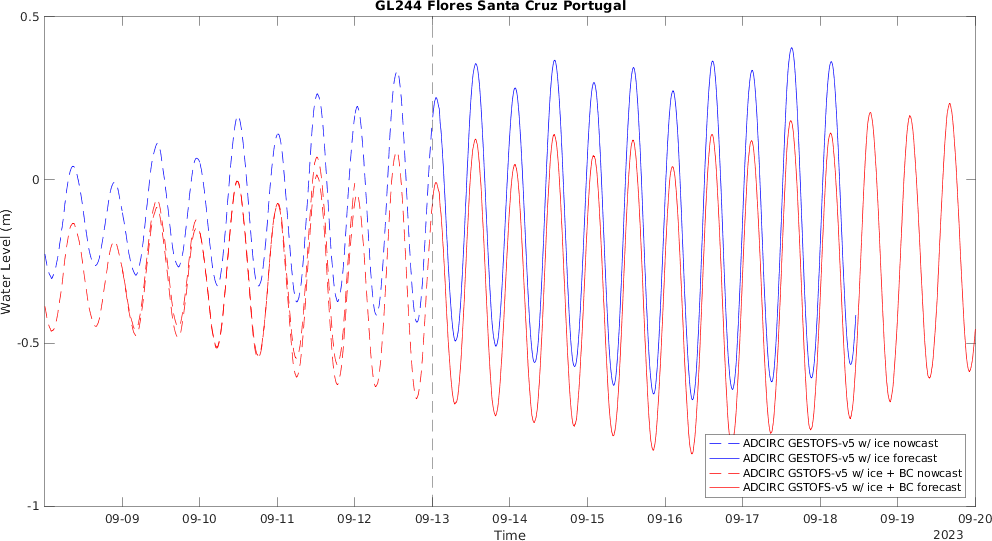 GL244 Flores Santa Cruz Portugal
0.5
0
-0.5
-1
Water Level (m)
ADCIRC GESTOFS-v5 w/ ice nowcast
ADCIRC GESTOFS-v5 w/ ice forecast
ADCIRC GSTOFS-v5 w/ ice + BC nowcast
ADCIRC GSTOFS-v5 w/ ice + BC forecast
09-09 09-10 09-11 09-12 09-13 09-14 09-15 09-16 09-17 09-18 09-19 09-20
Time
2023